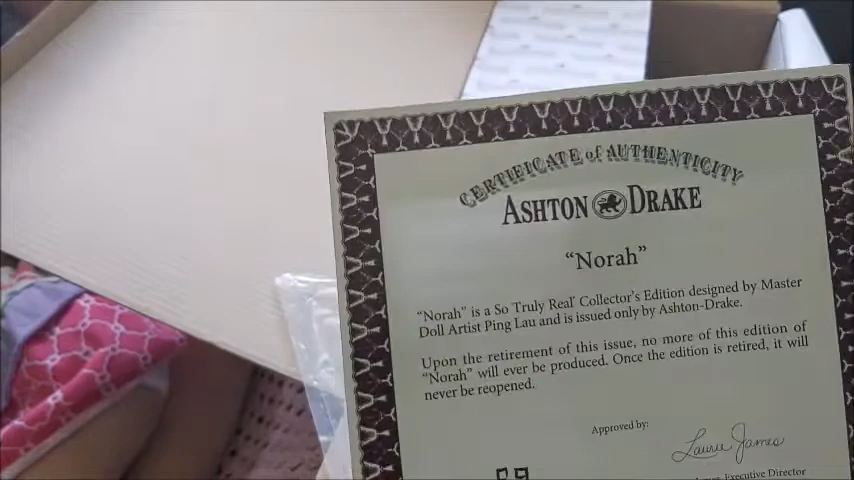 CERTIFICATE of AUTHENTICITY
ASHTON DRAKE
“Norah”
“Norah” is a So Truly Real® Collector's Edition designed by Master
Doll Artist Ping Lau and is issued only by Ashton-Drake.
Upon the retirement of this issue, no more of this edition of
“Norah” will ever be produced. Once the edition is retired, it will
never be reopened.
Approved by:
Laurie James
Executive Director